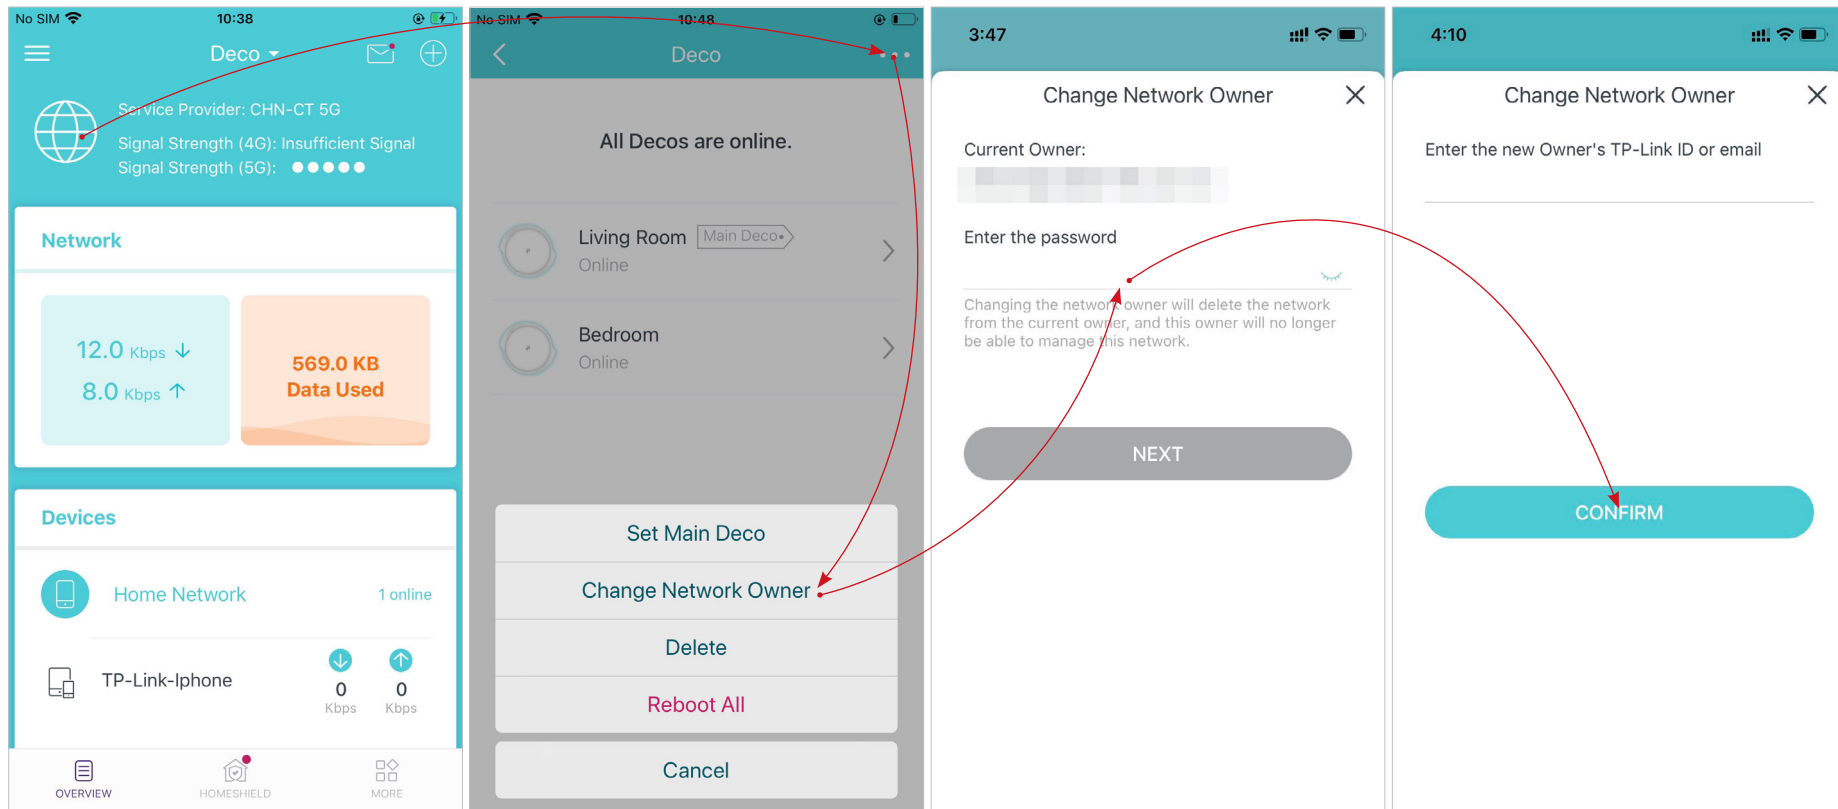 No SIM
10:38
Deco
Service Provider: CHN-CT 5G
Signal Strength (4G): Insufficient Signal
Signal Strength (5G):
Network
12.0 Kbps
8.0 Kbps
569.0 KB
Data Used
Devices
Home Network
1 online
TP-Link-Iphone
0
Kbps
0
Kbps
OVERVIEW
HOMESHIELD
MORE
No SIM
10:48
Deco
All Decos are online.
Living Room
Main Deco
Online
Bedroom
Online
Set Main Deco
Change Network Owner
Delete
Reboot All
Cancel
3:47
Change Network Owner
Current Owner:
Enter the password
Changing the network owner will delete the network
from the current owner, and this owner will no longer
be able to manage this network.
NEXT
4:10
Change Network Owner
Enter the new Owner's TP-Link ID or email
CONFIRM